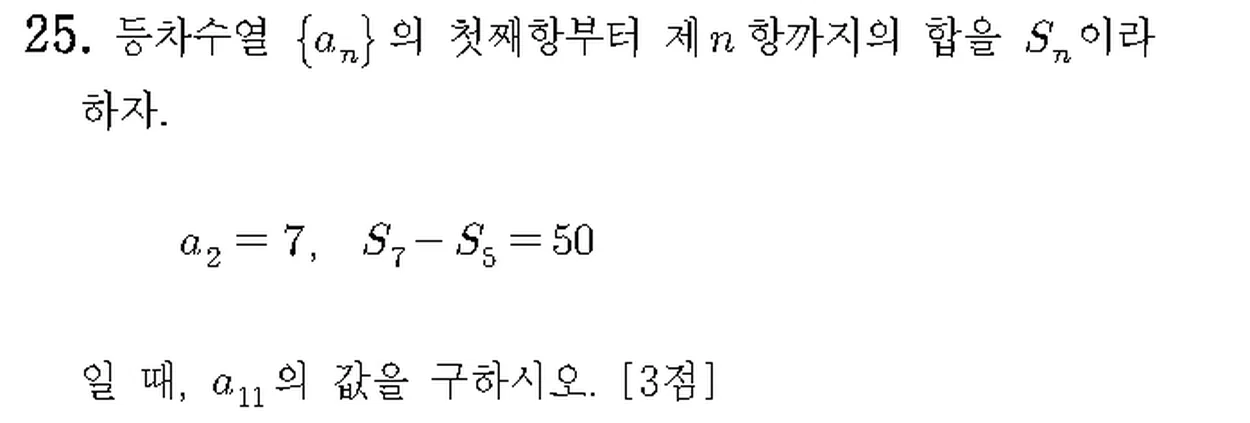 25. 등차수열 {aₙ}의 첫째항부터 제n항까지의 합을 Sₙ이라
하자.
a₂ = 7, S₇ − S₅ = 50
일 때, a₁₁의 값을 구하시오. [3점]